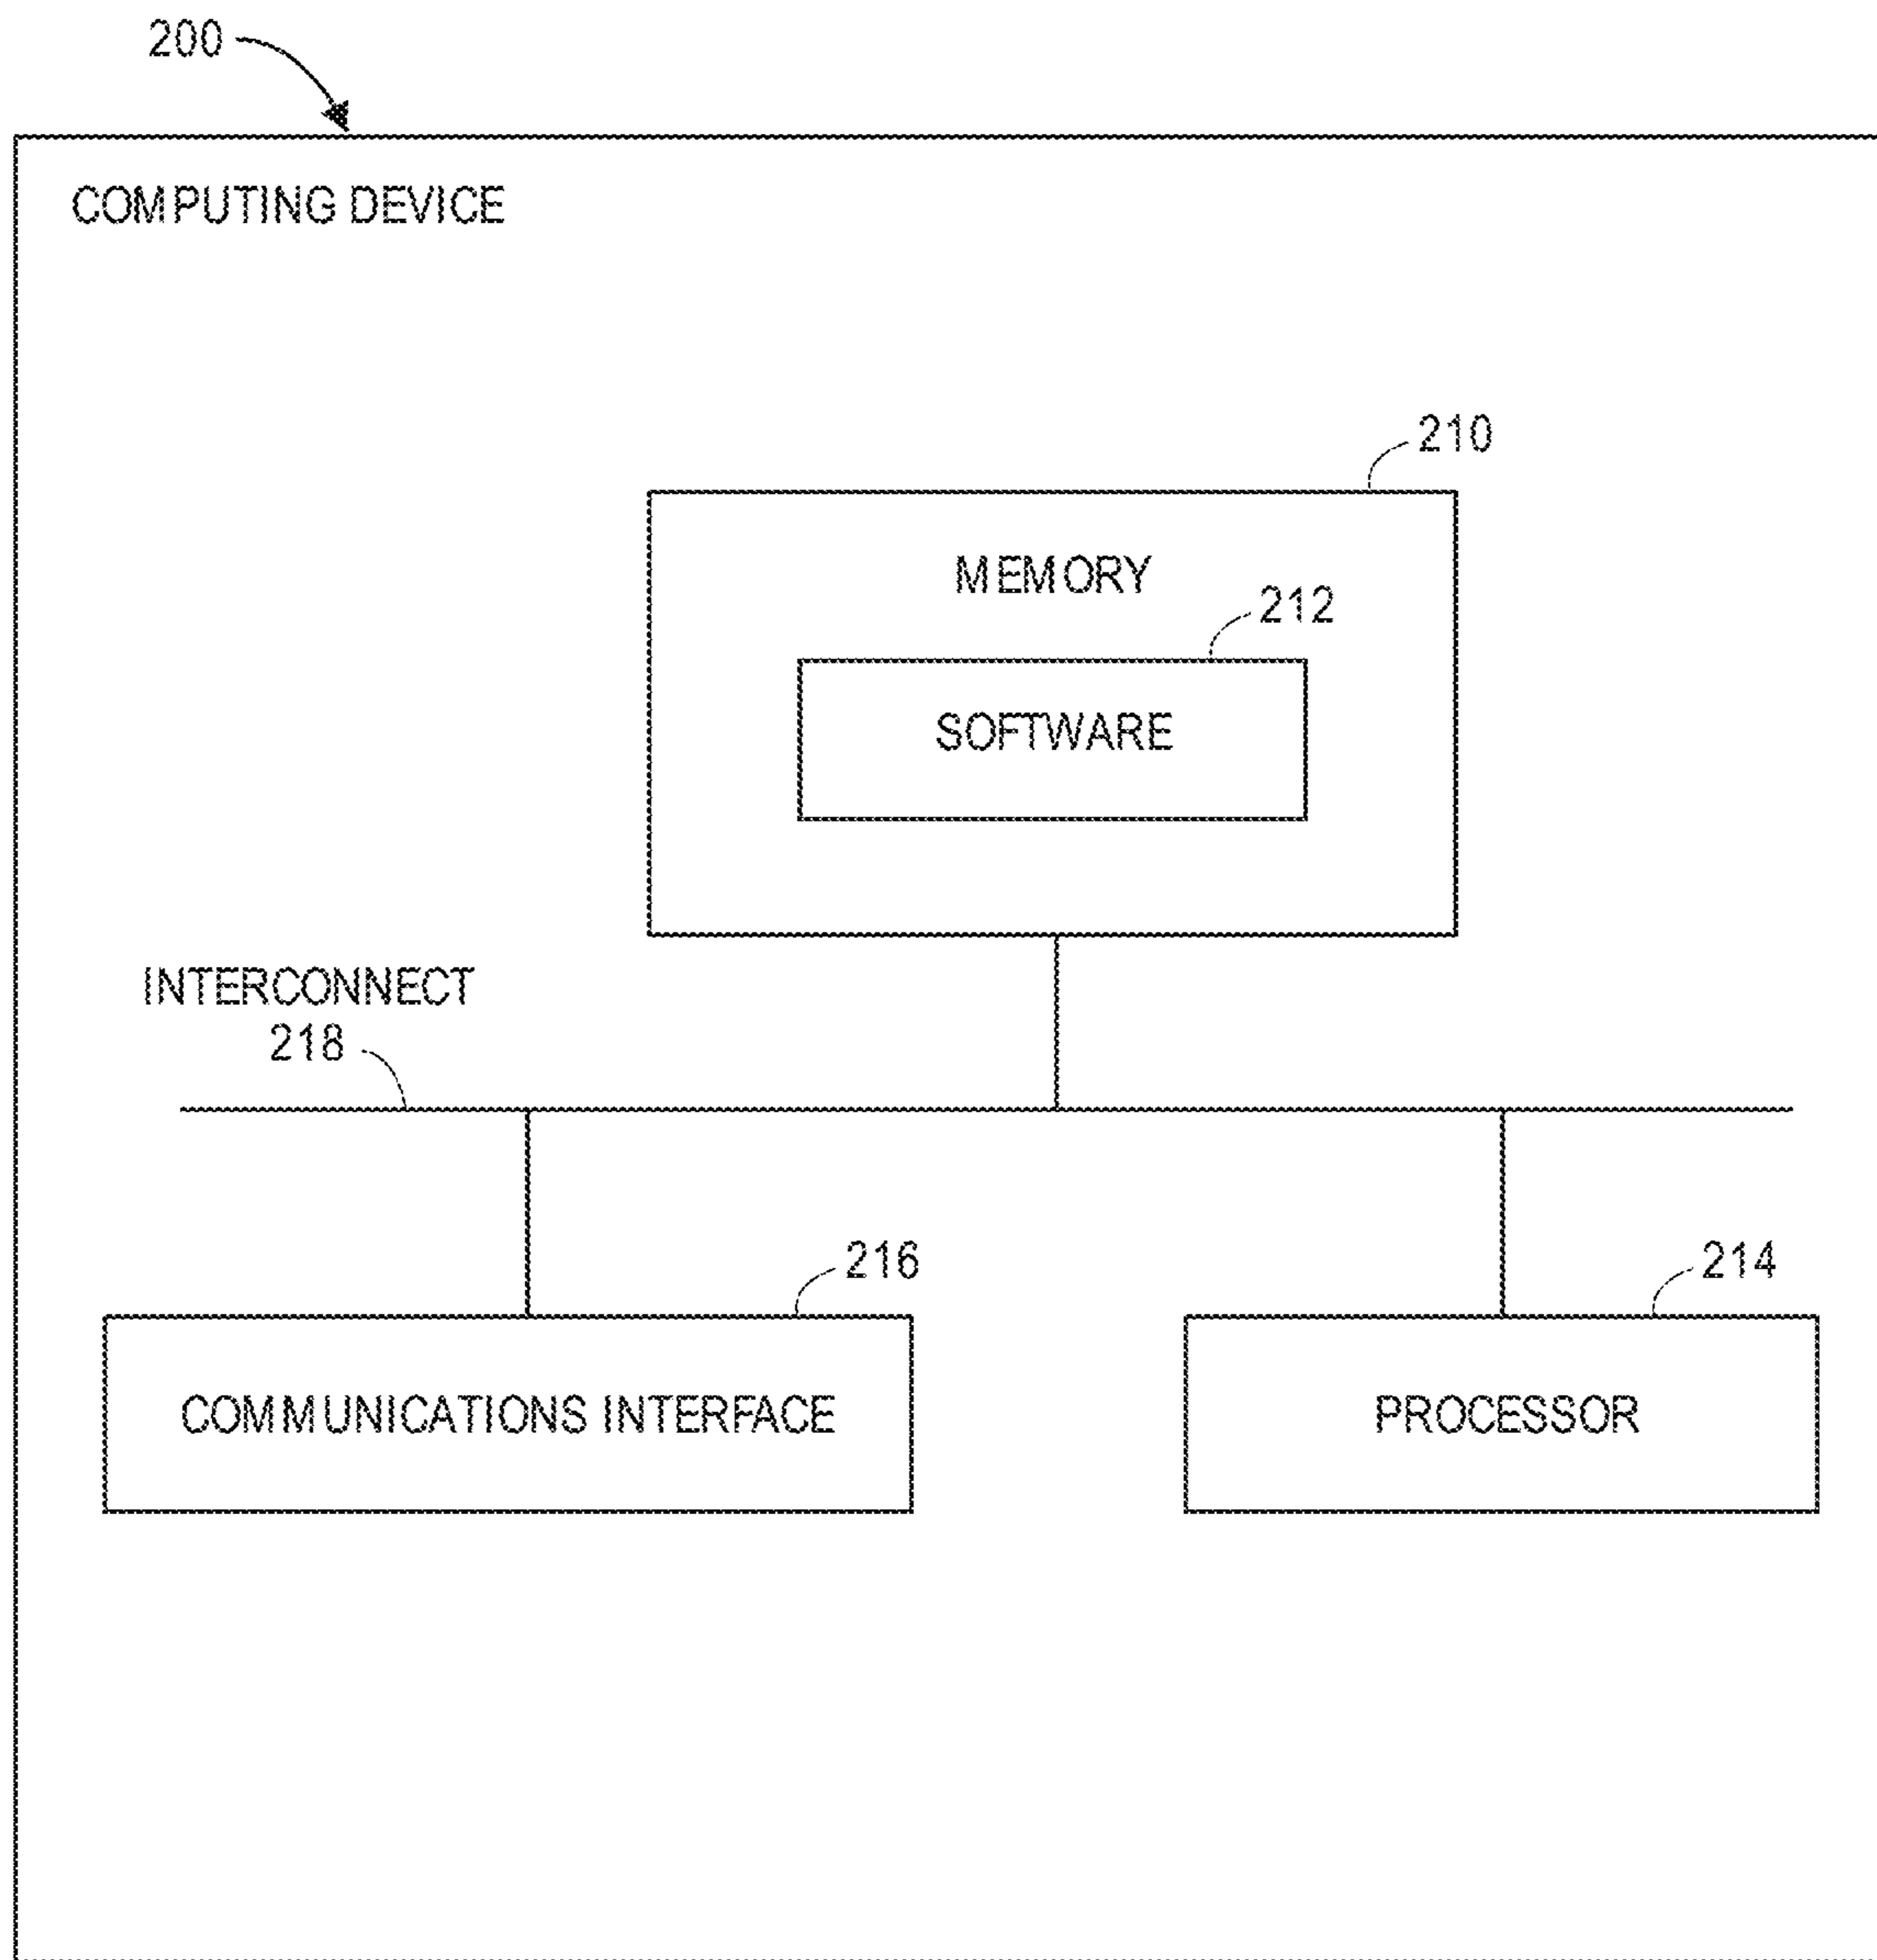 200
COMPUTING DEVICE
210
MEMORY
212
SOFTWARE
INTERCONNECT
218
216
214
COMMUNICATIONS INTERFACE
PROCESSOR